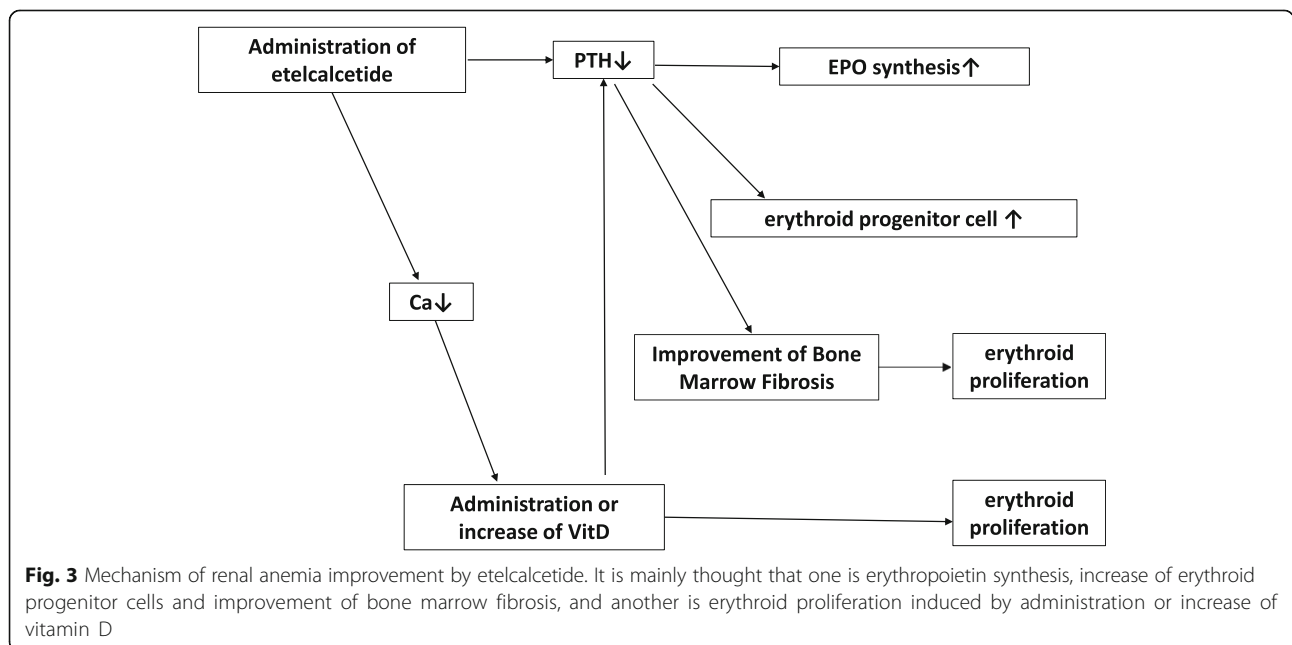 Administration of
etelcalcetide
PTH↓
EPO synthesis↑
erythroid progenitor cell ↑
Ca↓
Improvement of Bone
Marrow Fibrosis
erythroid
proliferation
Administration or
increase of VitD
erythroid
proliferation
Fig. 3 Mechanism of renal anemia improvement by etelcalcetide. It is mainly thought that one is erythropoietin synthesis, increase of erythroid
progenitor cells and improvement of bone marrow fibrosis, and another is erythroid proliferation induced by administration or increase of
vitamin D